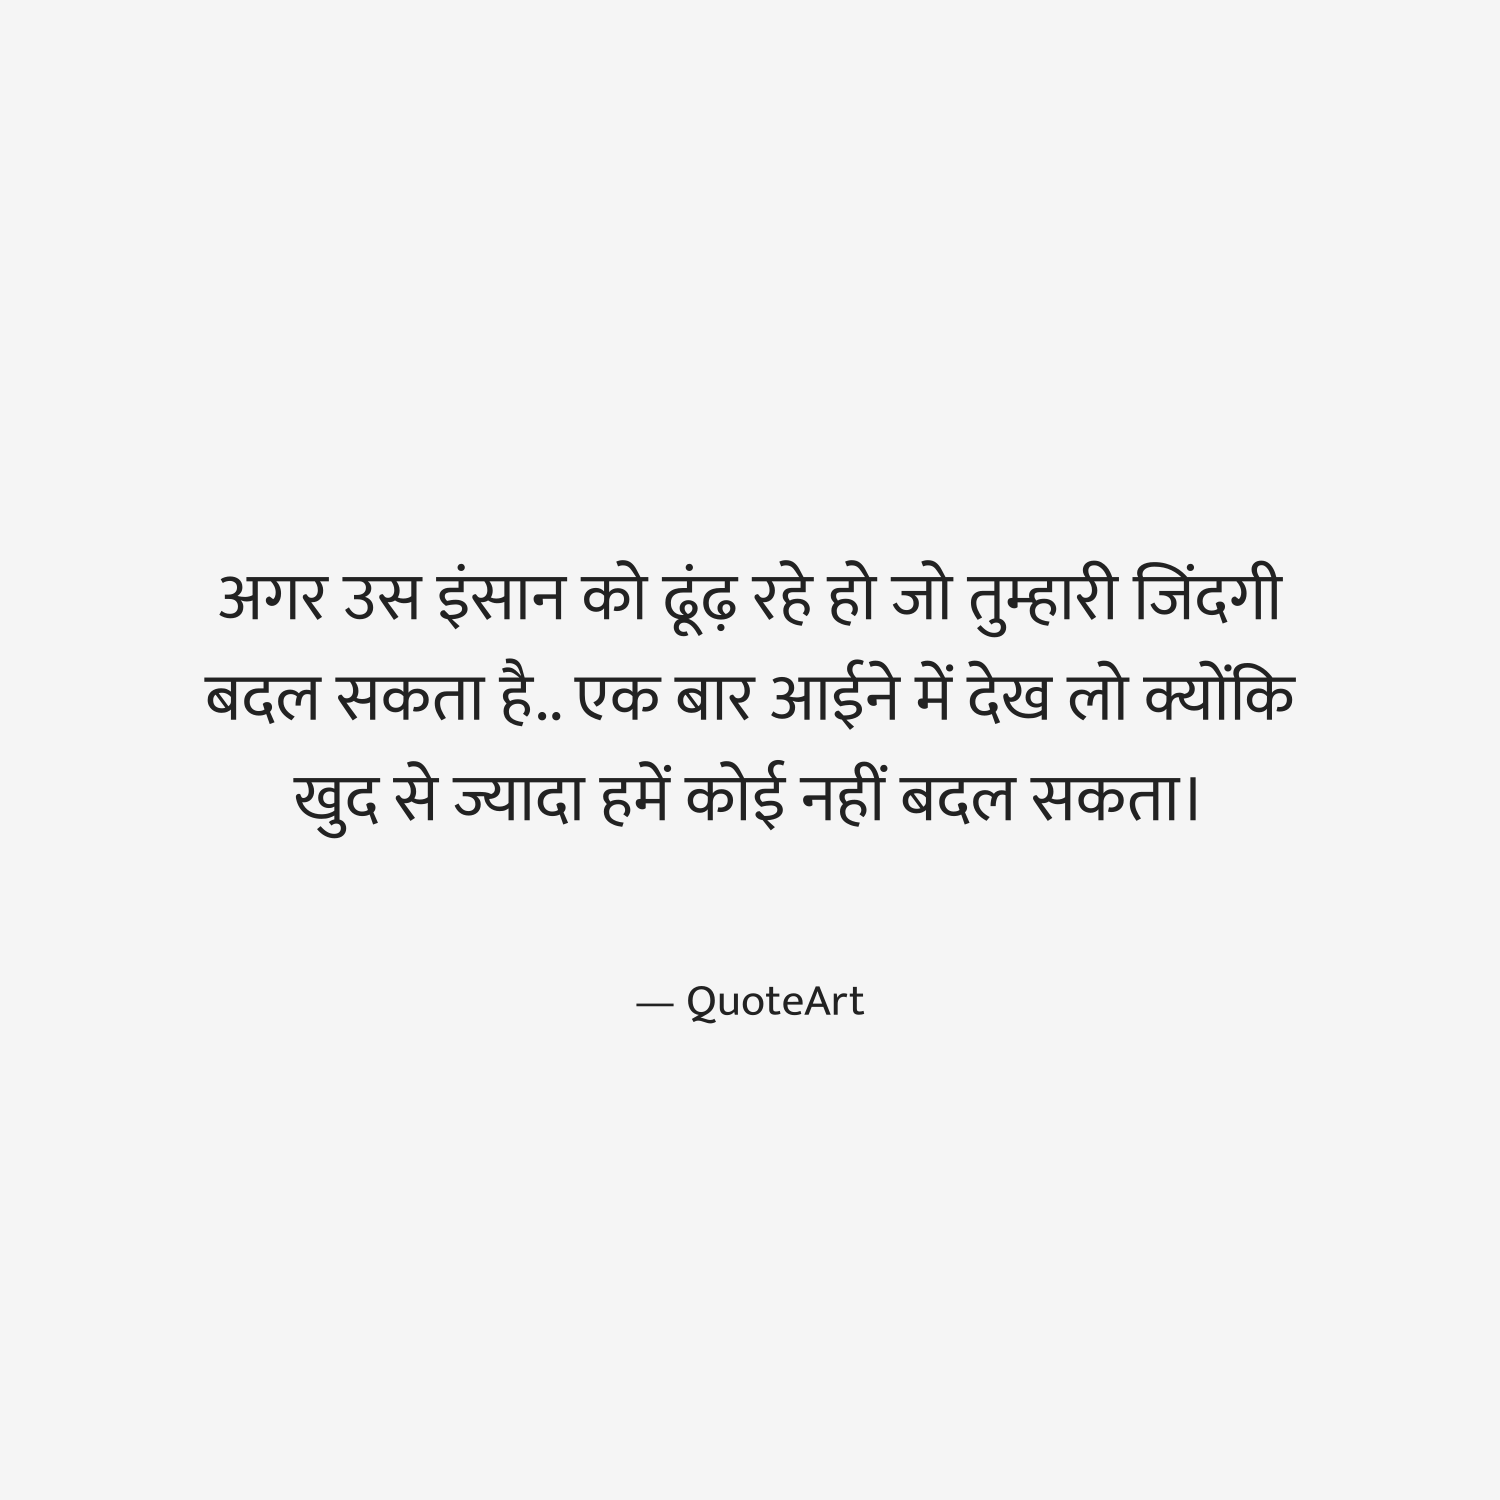 अगर उस इंसान को ढूंढ़ रहे हो जो तुम्हारी जिंदगी
बदल सकता है.. एक बार आईने में देख लो क्योंकि
खुद से ज्यादा हमें कोई नहीं बदल सकता।
— QuoteArt